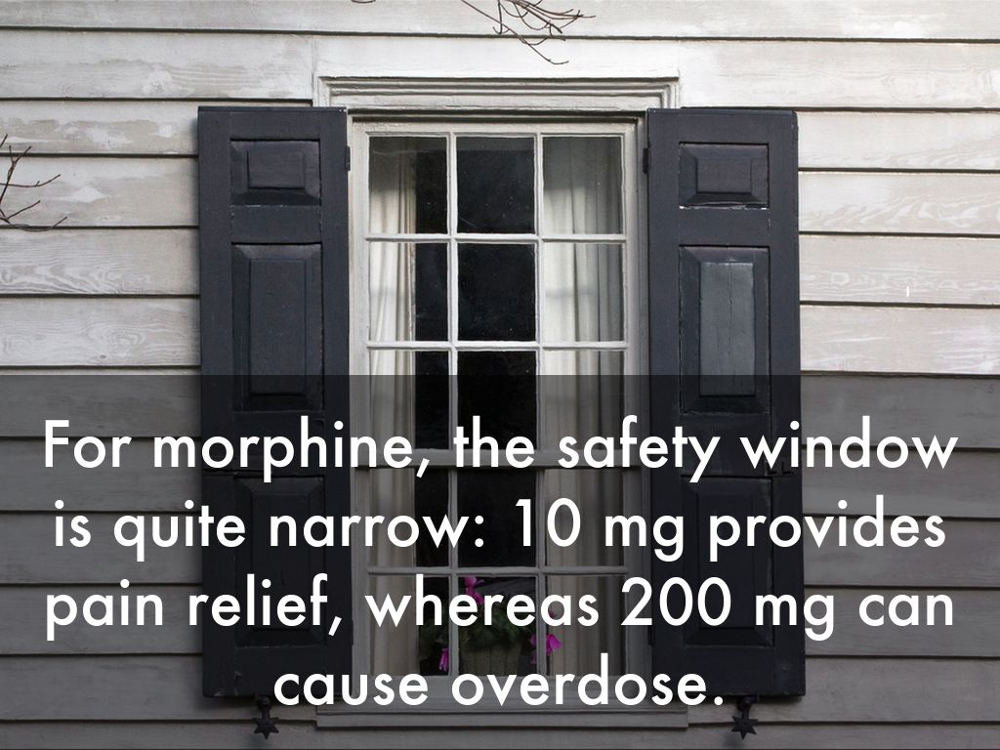 For morphine, the safety window
is quite narrow: 10 mg provides
pain relief, whereas 200 mg can
cause overdose.